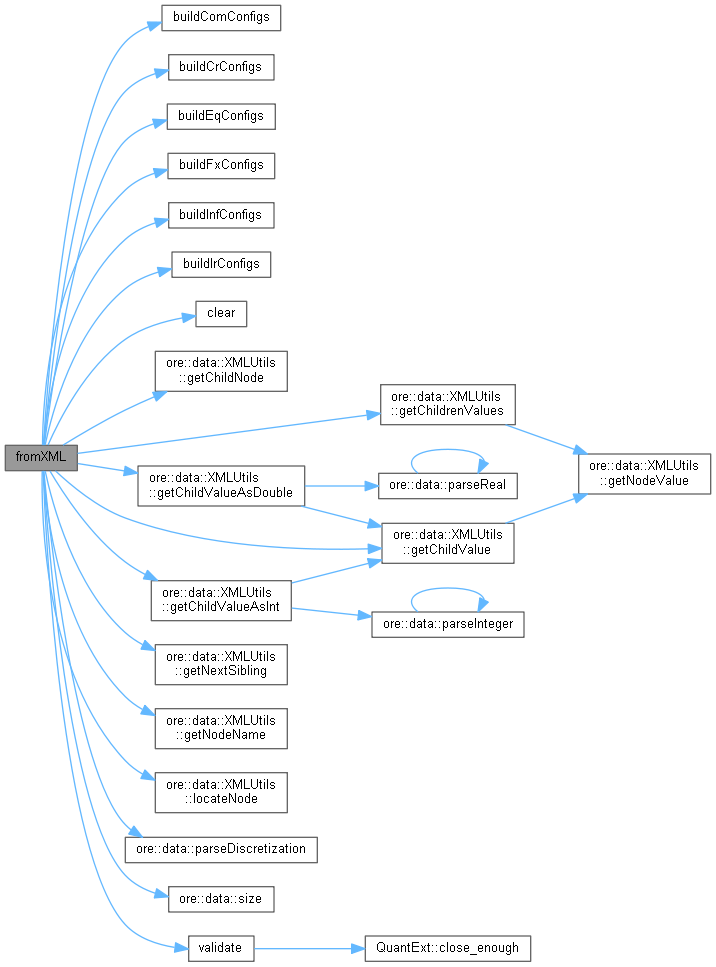 fromXML
buildComConfigs
buildCrConfigs
buildEqConfigs
buildFxConfigs
buildInfConfigs
buildIrConfigs
clear
ore::data::XMLUtils
::getChildNode
ore::data::XMLUtils
::getChildrenValues
ore::data::XMLUtils
::getNodeValue
ore::data::XMLUtils
::getChildValueAsDouble
ore::data::parseReal
ore::data::XMLUtils
::getChildValue
ore::data::XMLUtils
::getChildValueAsInt
ore::data::parseInteger
ore::data::XMLUtils
::getNextSibling
ore::data::XMLUtils
::getNodeName
ore::data::XMLUtils
::locateNode
ore::data::parseDiscretization
ore::data::size
validate
QuantExt::close_enough